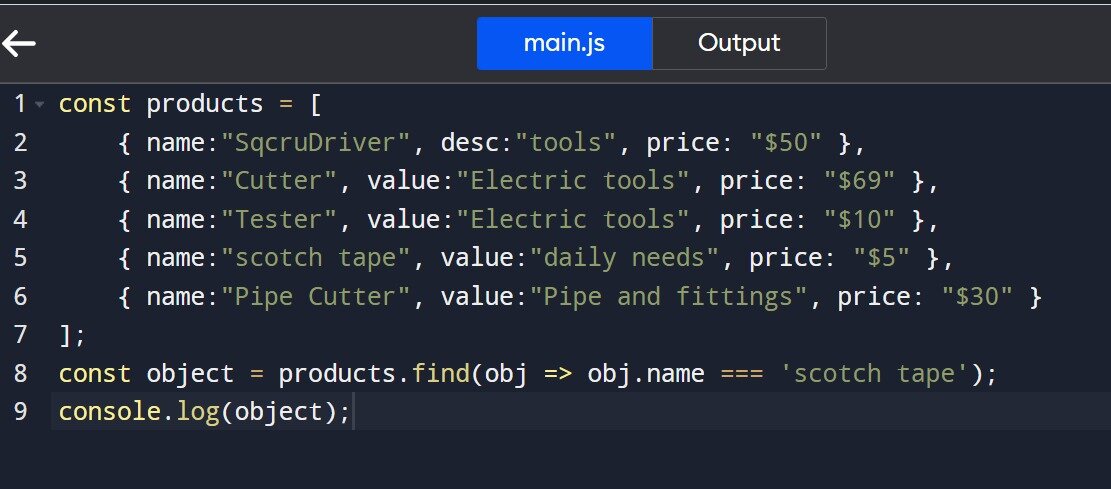 main.js Output
1 const products = [
2 { name:"SqcruDriver", desc:"tools", price: "$50" },
3 { name:"Cutter", value:"Electric tools", price: "$69" },
4 { name:"Tester", value:"Electric tools", price: "$10" },
5 { name:"scotch tape", value:"daily needs", price: "$5" },
6 { name:"Pipe Cutter", value:"Pipe and fittings", price: "$30" }
7 ];
8 const object = products.find(obj => obj.name === 'scotch tape');
9 console.log(object);